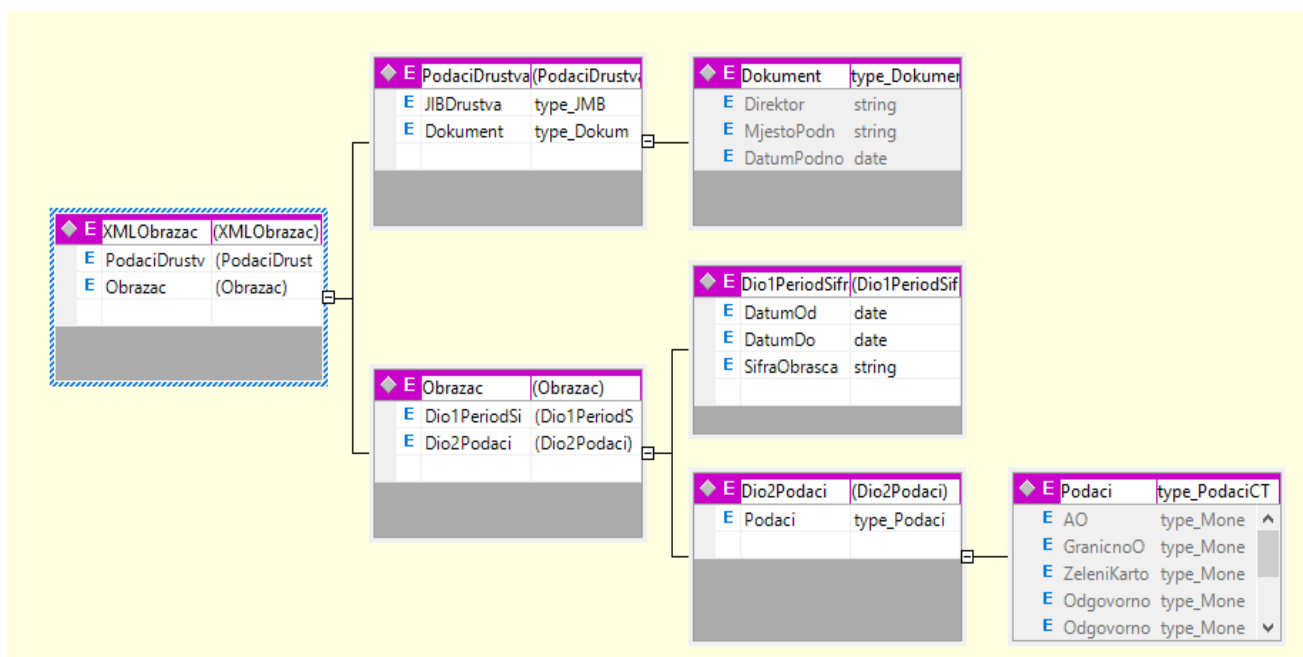 E XMLObrazac (XMLObrazac)
E PodaciDrustv (PodaciDrust
E Obrazac (Obrazac)
E PodaciDrustva (PodaciDrustva
E JIBDrustva type_JMB
E Dokument type_Dokum
E Dokument type_Dokumen
E Direktor string
E MjestoPodn string
E DatumPodno date
E Obrazac (Obrazac)
E Dio1PeriodSi (Dio1PeriodS
E Dio2Podaci (Dio2Podaci)
E Dio1PeriodSifr (Dio1PeriodSif
E DatumOd date
E DatumDo date
E SifraObrasca string
E Dio2Podaci (Dio2Podaci)
E Podaci type_Podaci
E Podaci type_PodaciCT
E AO type_Mone
E GranicnoO type_Mone
E ZeleniKarto type_Mone
E Odgovorno type_Mone
E Odgovorno type_Mone